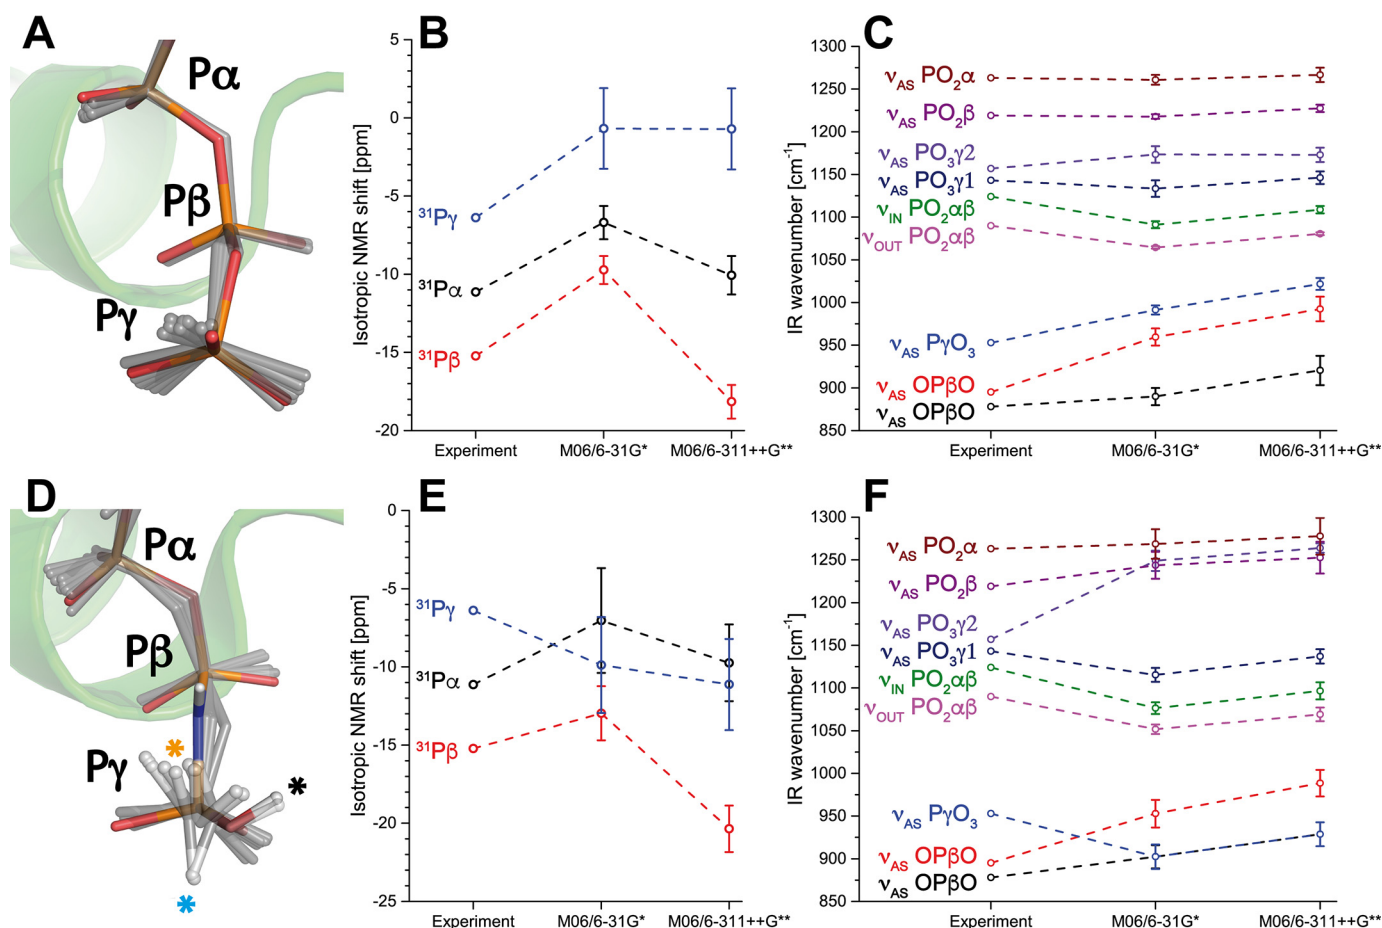 A
Pα
Pβ
Pγ
B
Isotropic NMR shift [ppm]
5
0
-5
-10
-15
-20
³¹Pγ
³¹Pα
³¹Pβ
Experiment
M06/6-31G*
M06/6-311++G**
C
IR wavenumber [cm⁻¹]
1300
1250
1200
1150
1100
1050
1000
950
900
850
νAS PO₂α
νAS PO₂β
νAS PO₃γ2
νAS PO₃γ1
νIN PO₂αβ
νOUT PO₂αβ
νAS PγO₃
νAS OPβO
νAS OPβO
Experiment
M06/6-31G*
M06/6-311++G**
D
Pα
Pβ
Pγ
*
*
*
E
Isotropic NMR shift [ppm]
0
-5
-10
-15
-20
-25
³¹Pγ
³¹Pα
³¹Pβ
Experiment
M06/6-31G*
M06/6-311++G**
F
IR wavenumber [cm⁻¹]
1300
1250
1200
1150
1100
1050
1000
950
900
850
νAS PO₂α
νAS PO₂β
νAS PO₃γ2
νAS PO₃γ1
νIN PO₂αβ
νOUT PO₂αβ
νAS PγO₃
νAS OPβO
νAS OPβO
Experiment
M06/6-31G*
M06/6-311++G**